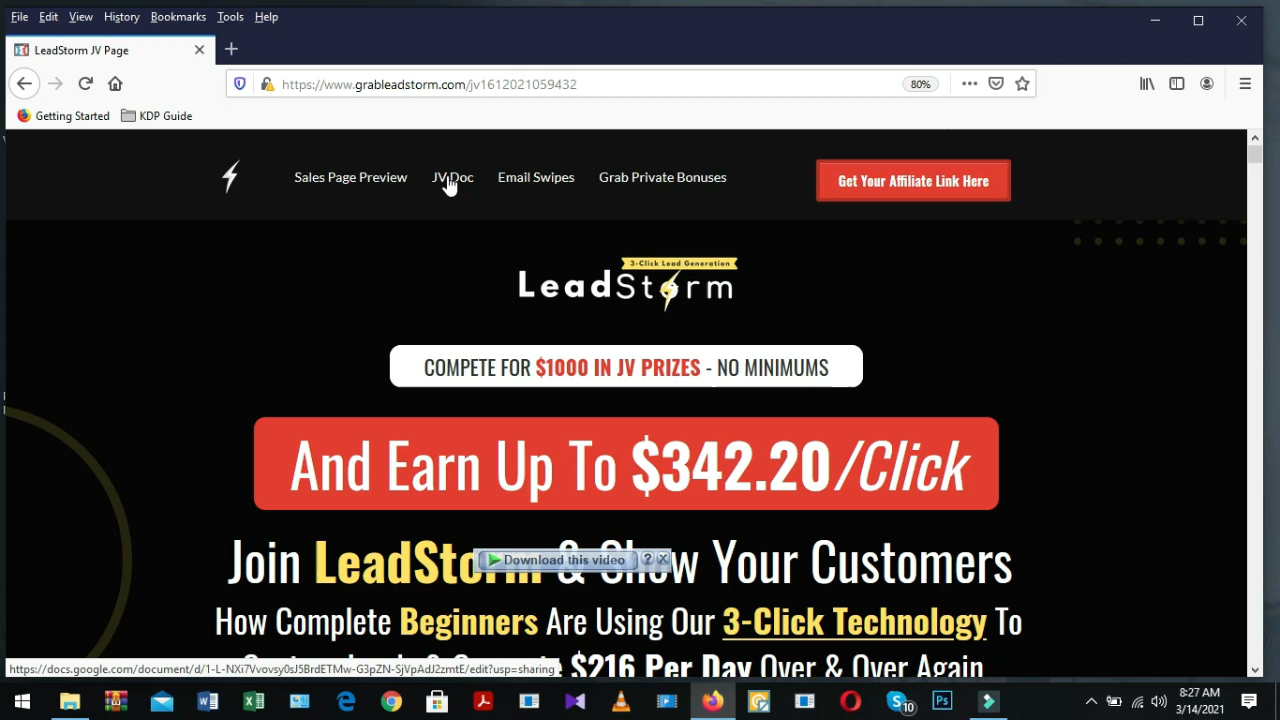 File Edit View History Bookmarks Tools Help
LeadStorm JV Page
https://www.grableadstorm.com/jv1612021059432
80%
Getting Started KDP Guide
Sales Page Preview JV Doc Email Swipes Grab Private Bonuses Get Your Affiliate Link Here
3-Click Lead Generation
LeadStorm
COMPETE FOR $1000 IN JV PRIZES - NO MINIMUMS
And Earn Up To $342.20/Click
Join LeadStorm & Show Your Customers
Download this video
How Complete Beginners Are Using Our 3-Click Technology To
$216 Per Day Over & Over Again
https://docs.google.com/document/d/1-L-NXi7Vvovsy0sJ5BrdETMw-G3pZN-SjVpAdJ2zmtE/edit?usp=sharing
10
Ps
8:27 AM
3/14/2021